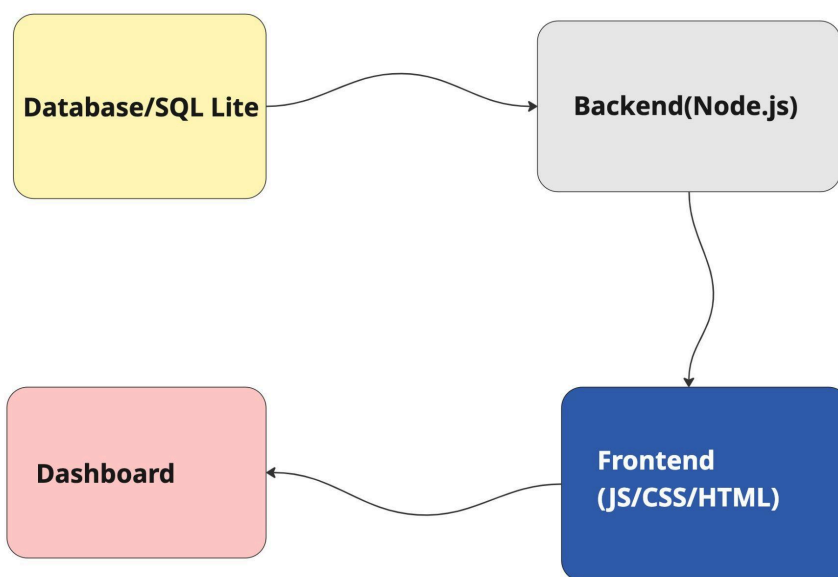 Database/SQL Lite
Backend(Node.js)
Dashboard
Frontend
(JS/CSS/HTML)